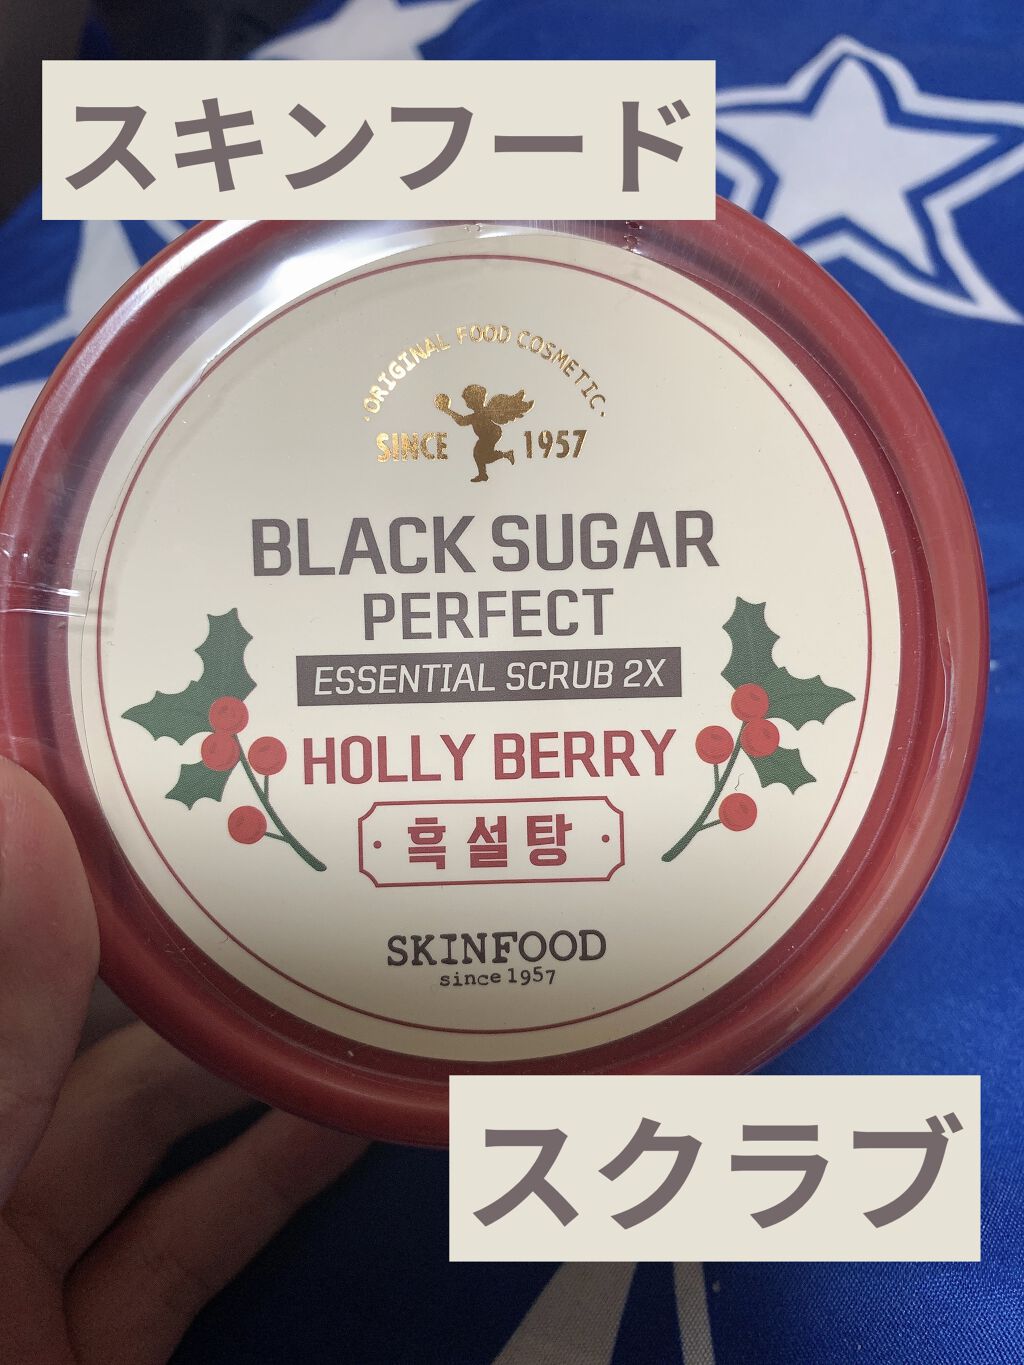 スキンフード
·ORIGINAL FOOD COSMETIC·
SINCE 1957
BLACK SUGAR
PERFECT
ESSENTIAL SCRUB 2X
HOLLY BERRY
흑설탕
SKINFOOD
since 1957
スクラブ